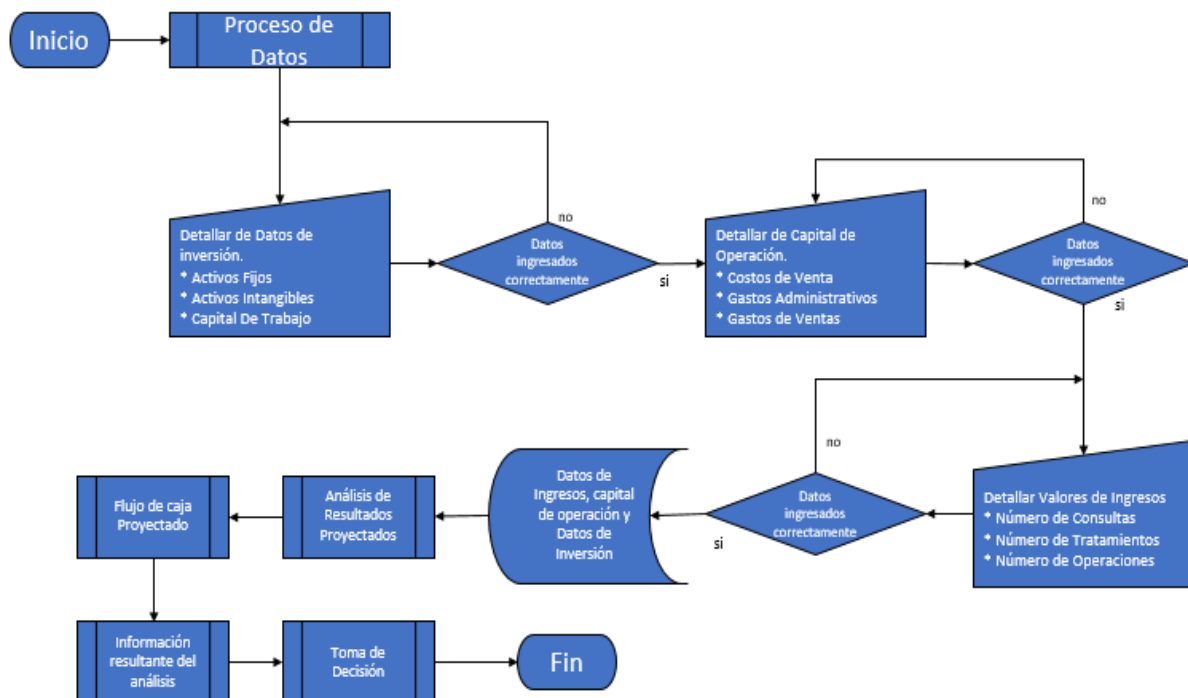 Inicio
Proceso de
Datos
Detallar de Datos de
inversión.
* Activos Fijos
* Activos Intangibles
* Capital De Trabajo
no
Datos
ingresados
correctamente
si
Detallar de Capital de
Operación.
* Costos de Venta
* Gastos Administrativos
* Gastos de Ventas
no
Datos
ingresados
correctamente
si
Detallar Valores de Ingresos
* Número de Consultas
* Número de Tratamientos
* Número de Operaciones
no
Datos
ingresados
correctamente
si
Datos de
Ingresos, capital
de operación y
Datos de
Inversión
Análisis de
Resultados
Proyectados
Flujo de caja
Proyectado
Información
resultante del
análisis
Toma de
Decisión
Fin